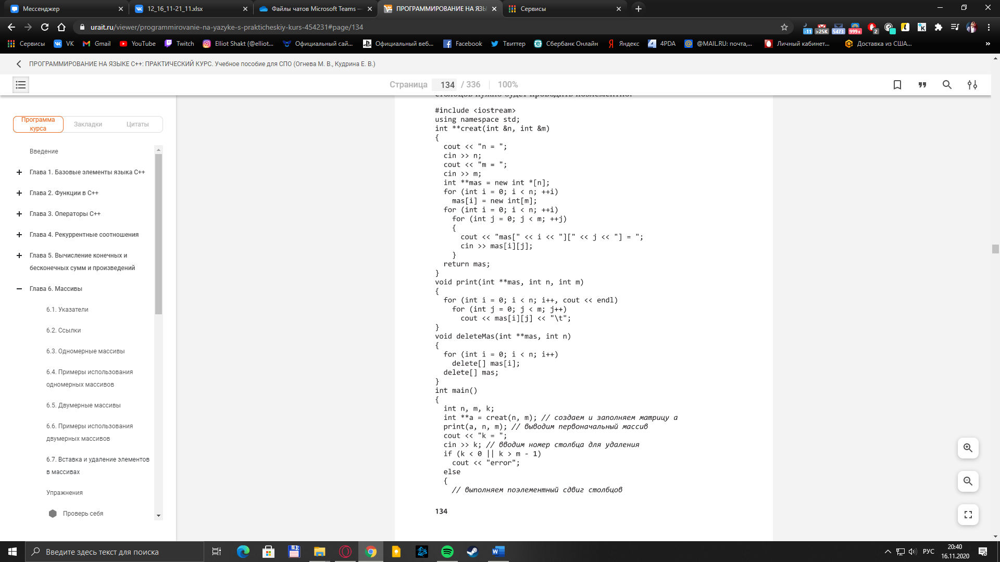 Мессенджер
12_16_11-21_11.xlsx
Файлы чатов Microsoft Teams —
ПРОГРАММИРОВАНИЕ НА ЯЗЫ
Сервисы
urait.ru/viewer/programmirovanie-na-yazyke-s-prakticheskiy-kurs-454231#page/134
-11
>25K
5473
999+
2
Сервисы
VK
Gmail
YouTube
Twitch
Elliot Shakt (@elliot...
Официальный сай...
Официальный веб...
Facebook
Твиттер
Сбербанк Онлайн
Яндекс
4PDA
@MAIL.RU: почта,...
Личный кабинет...
Доставка из США...
»
ПРОГРАММИРОВАНИЕ НА ЯЗЫКЕ C++: ПРАКТИЧЕСКИЙ КУРС. Учебное пособие для СПО (Огнева М. В., Кудрина Е. В.)
Страница 134 / 336 100%
Программа курса
Закладки
Цитаты
Введение
Глава 1. Базовые элементы языка C++
Глава 2. Функции в C++
Глава 3. Операторы C++
Глава 4. Рекуррентные соотношения
Глава 5. Вычисление конечных и
бесконечных сумм и произведений
Глава 6. Массивы
6.1. Указатели
6.2. Ссылки
6.3. Одномерные массивы
6.4. Примеры использования
одномерных массивов
6.5. Двумерные массивы
6.6. Примеры использования
двумерных массивов
6.7. Вставка и удаление элементов
в массивах
Упражнения
Проверь себя
столбцов нужно будет проводить поэлементно.
#include <iostream>
using namespace std;
int **creat(int &n, int &m)
{
cout << "n = ";
cin >> n;
cout << "m = ";
cin >> m;
int **mas = new int *[n];
for (int i = 0; i < n; ++i)
mas[i] = new int[m];
for (int i = 0; i < n; ++i)
for (int j = 0; j < m; ++j)
{
cout << "mas[" << i << "][" << j << "] = ";
cin >> mas[i][j];
}
return mas;
}
void print(int **mas, int n, int m)
{
for (int i = 0; i < n; i++, cout << endl)
for (int j = 0; j < m; j++)
cout << mas[i][j] << "\t";
}
void deleteMas(int **mas, int n)
{
for (int i = 0; i < n; i++)
delete[] mas[i];
delete[] mas;
}
int main()
{
int n, m, k;
int **a = creat(n, m); // создаем и заполняем матрицу a
print(a, n, m); // выводим первоначальный массив
cout << "k = ";
cin >> k; // вводим номер столбца для удаления
if (k < 0 || k > m - 1)
cout << "error";
else
{
// выполняем поэлементный сдвиг столбцов
134
Введите здесь текст для поиска
РУС
20:40
16.11.2020